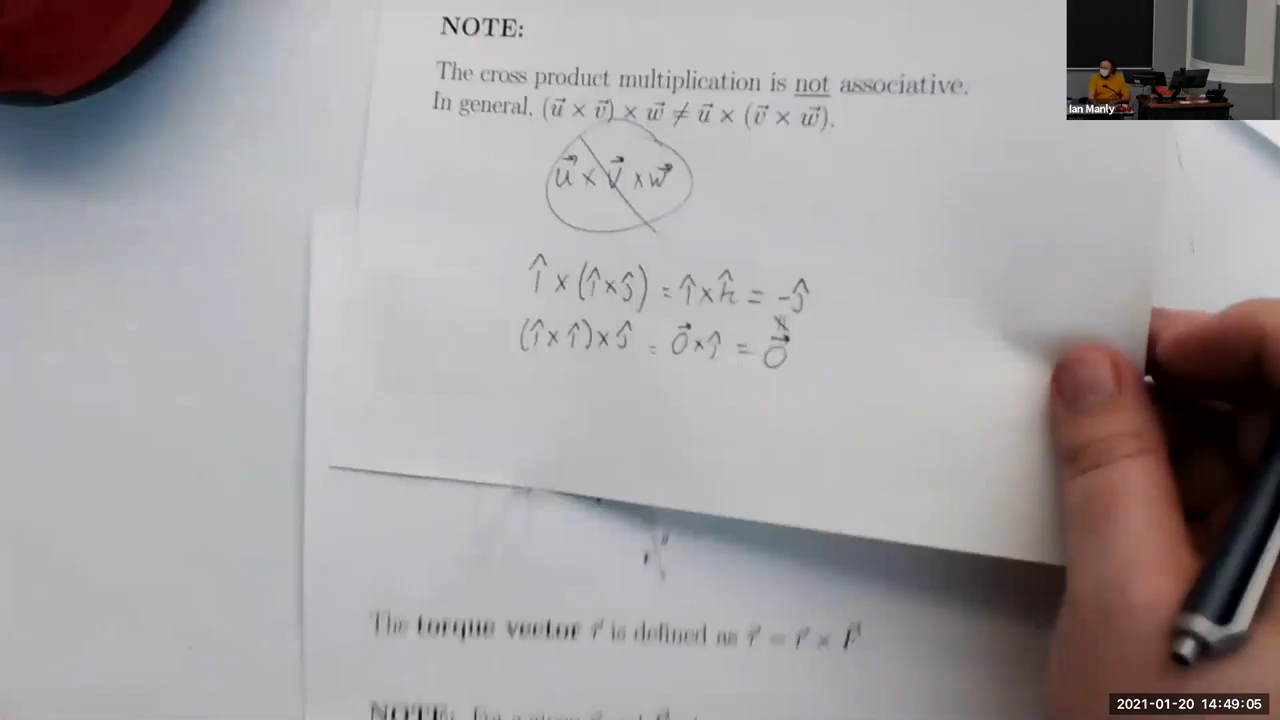 NOTE:
The cross product multiplication is not associative.
In general, (u⃗ × v⃗) × w⃗ ≠ u⃗ × (v⃗ × w⃗).
u⃗ × v⃗ × w⃗
î × (î × ĵ) = î × k̂ = -ĵ
(î × î) × ĵ = 0⃗ × ĵ = 0⃗
The torque vector τ⃗ is defined as τ⃗ = r⃗ × F⃗
NOTE:
Ian Manly
2021-01-20 14:49:05